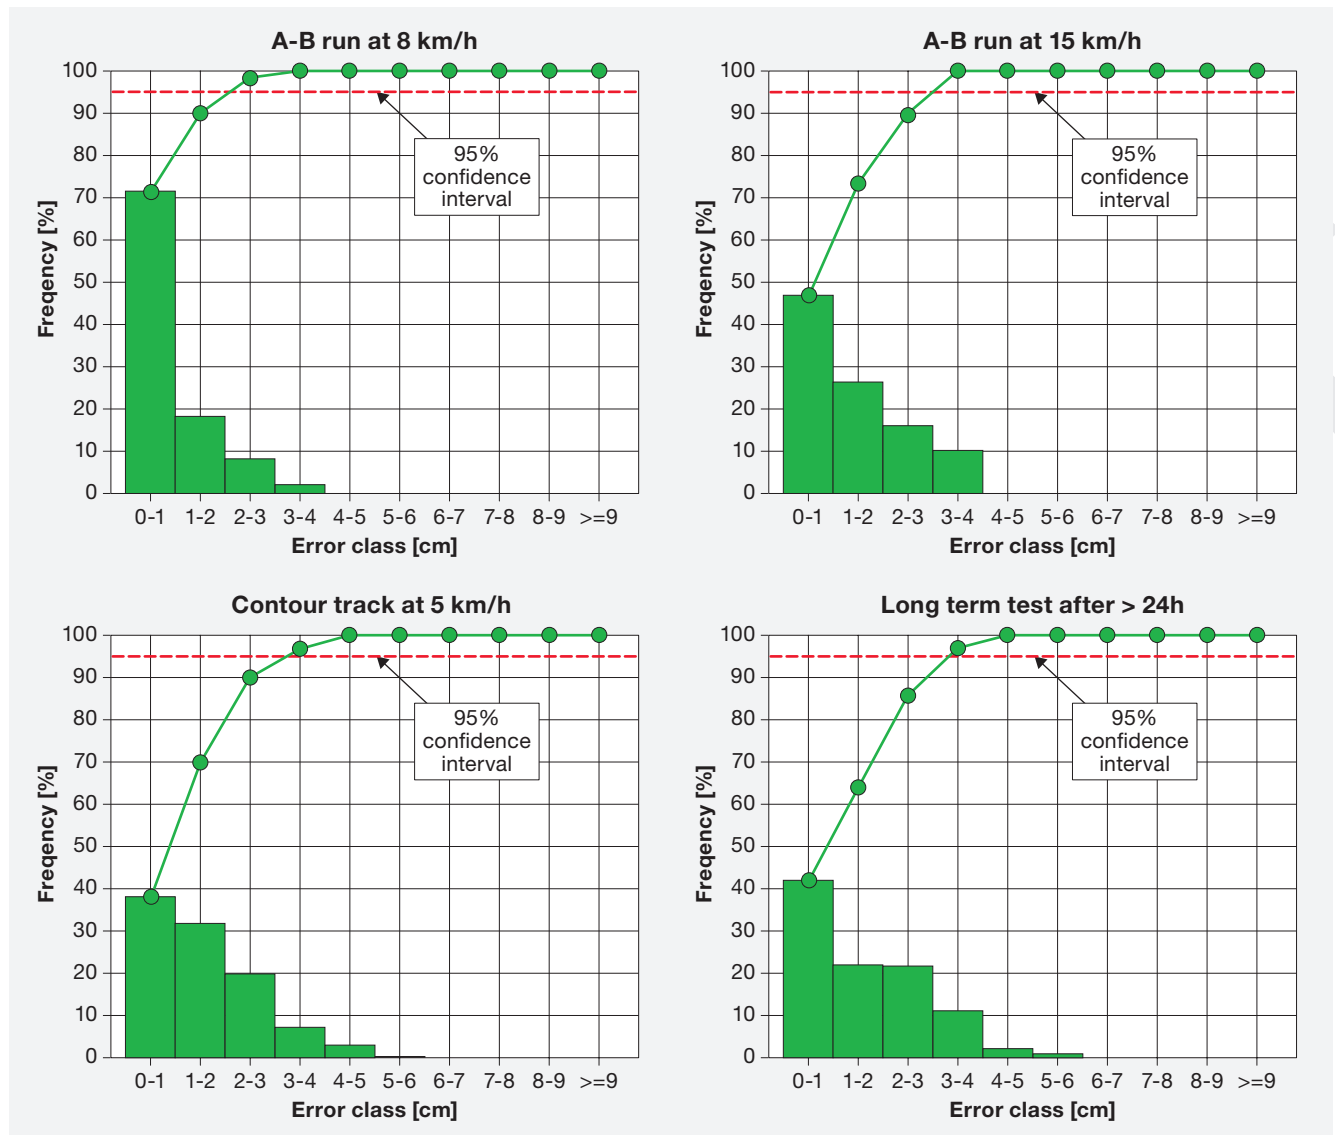 A-B run at 8 km/h
Freqency [%]
100
90
80
70
60
50
40
30
20
10
0
95%
confidence
interval
0-1 1-2 2-3 3-4 4-5 5-6 6-7 7-8 8-9 >=9
Error class [cm]
A-B run at 15 km/h
Freqency [%]
100
90
80
70
60
50
40
30
20
10
0
95%
confidence
interval
0-1 1-2 2-3 3-4 4-5 5-6 6-7 7-8 8-9 >=9
Error class [cm]
Contour track at 5 km/h
Freqency [%]
100
90
80
70
60
50
40
30
20
10
0
95%
confidence
interval
0-1 1-2 2-3 3-4 4-5 5-6 6-7 7-8 8-9 >=9
Error class [cm]
Long term test after > 24h
Freqency [%]
100
90
80
70
60
50
40
30
20
10
0
95%
confidence
interval
0-1 1-2 2-3 3-4 4-5 5-6 6-7 7-8 8-9 >=9
Error class [cm]